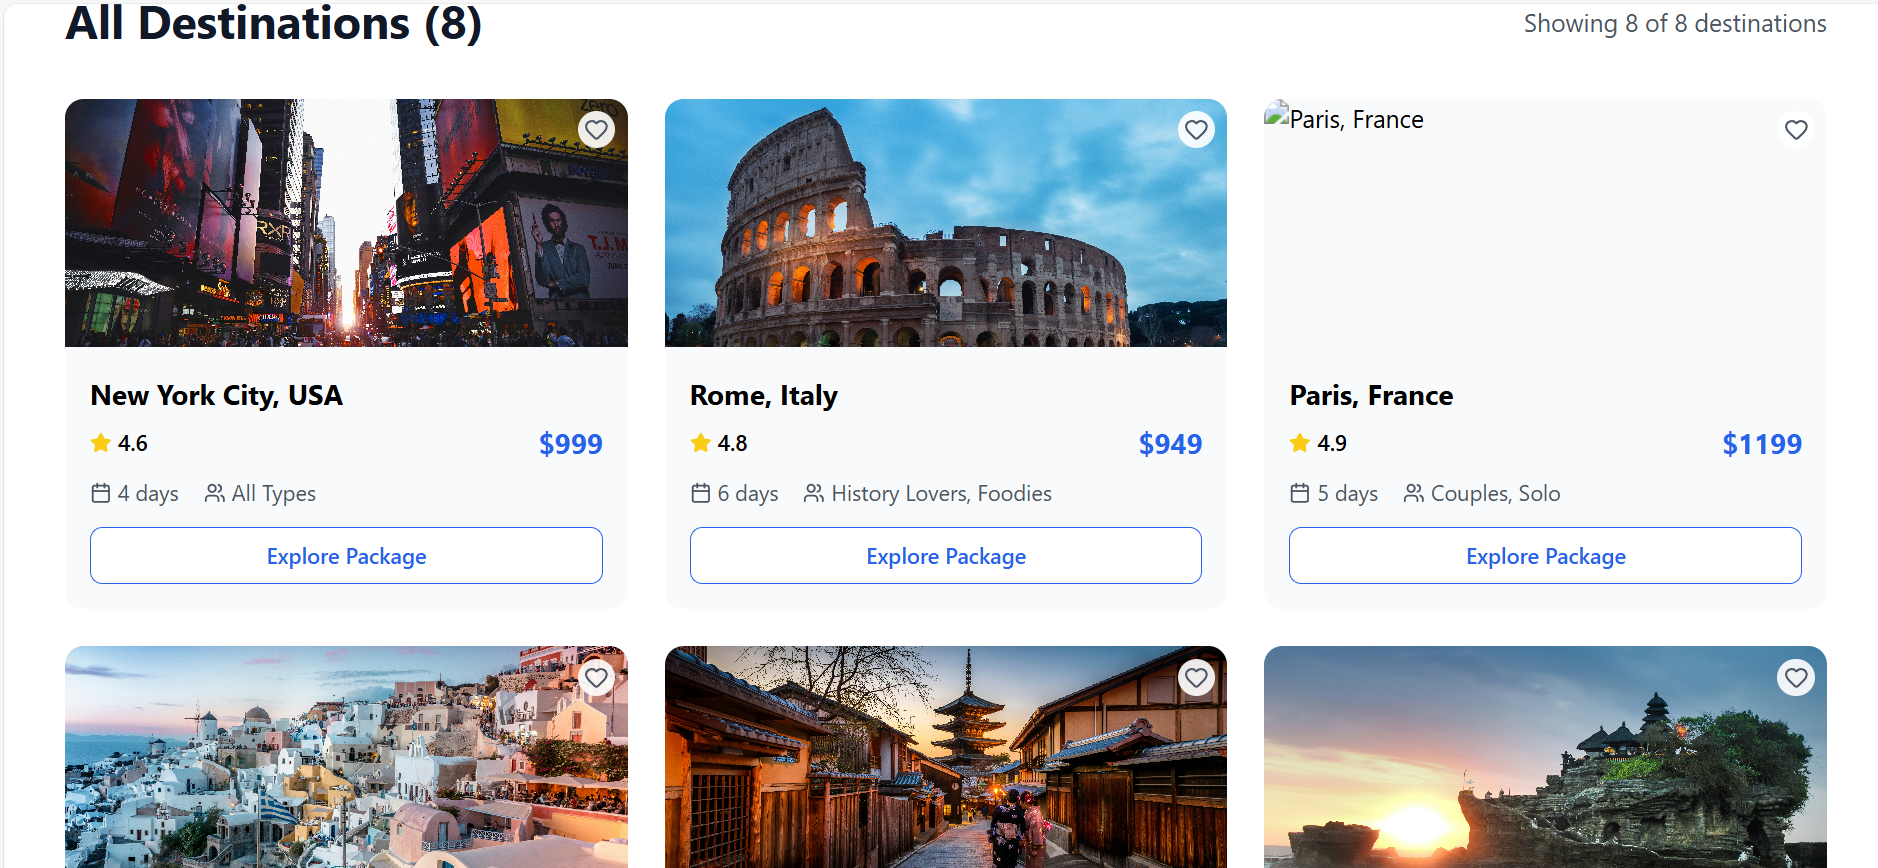 All Destinations (8)
Showing 8 of 8 destinations
zero
RXR
T.J. M
Paris, France
New York City, USA
4.6
$999
4 days
All Types
Explore Package
Rome, Italy
4.8
$949
6 days
History Lovers, Foodies
Explore Package
Paris, France
4.9
$1199
5 days
Couples, Solo
Explore Package